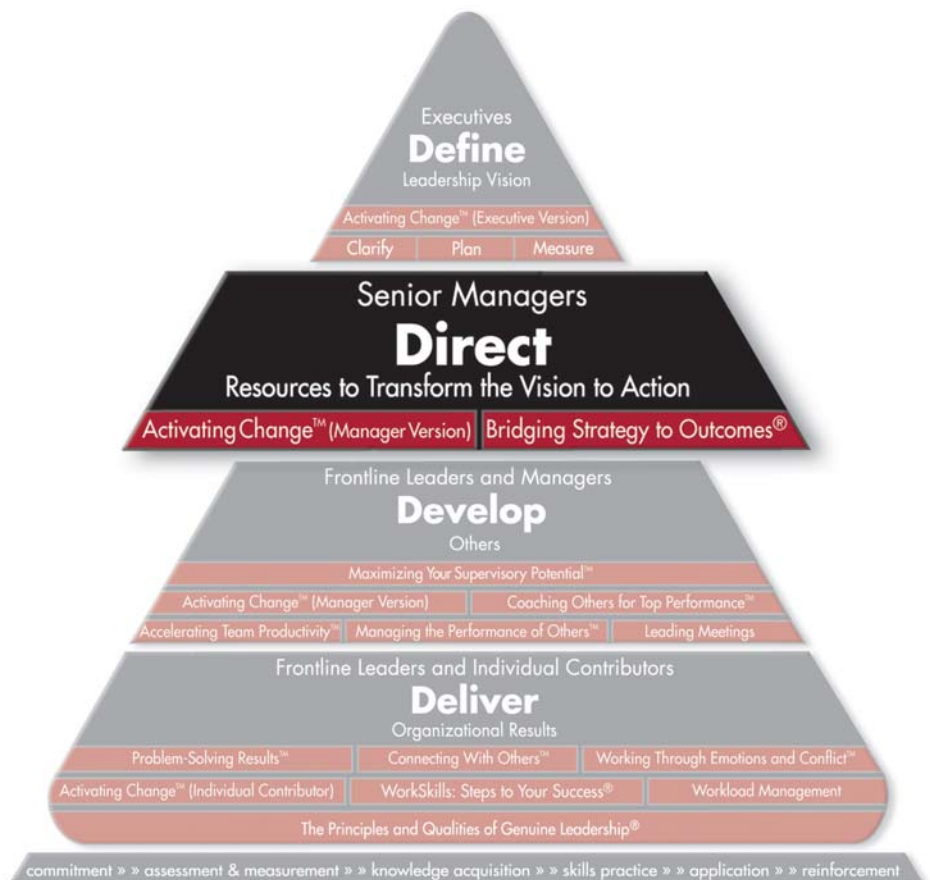 Executives
Define
Leadership Vision
Activating Change™ (Executive Version)
Clarify Plan Measure
Senior Managers
Direct
Resources to Transform the Vision to Action
Activating Change™ (Manager Version) Bridging Strategy to Outcomes®
Frontline Leaders and Managers
Develop
Others
Maximizing Your Supervisory Potential™
Activating Change™ (Manager Version) Coaching Others for Top Performance™
Accelerating Team Productivity™ Managing the Performance of Others™ Leading Meetings
Frontline Leaders and Individual Contributors
Deliver
Organizational Results
Problem-Solving Results™ Connecting With Others™ Working Through Emotions and Conflict™
Activating Change™ (Individual Contributor) WorkSkills: Steps to Your Success® Workload Management
The Principles and Qualities of Genuine Leadership®
commitment » » assessment & measurement » » knowledge acquisition » » skills practice » » application » » reinforcement